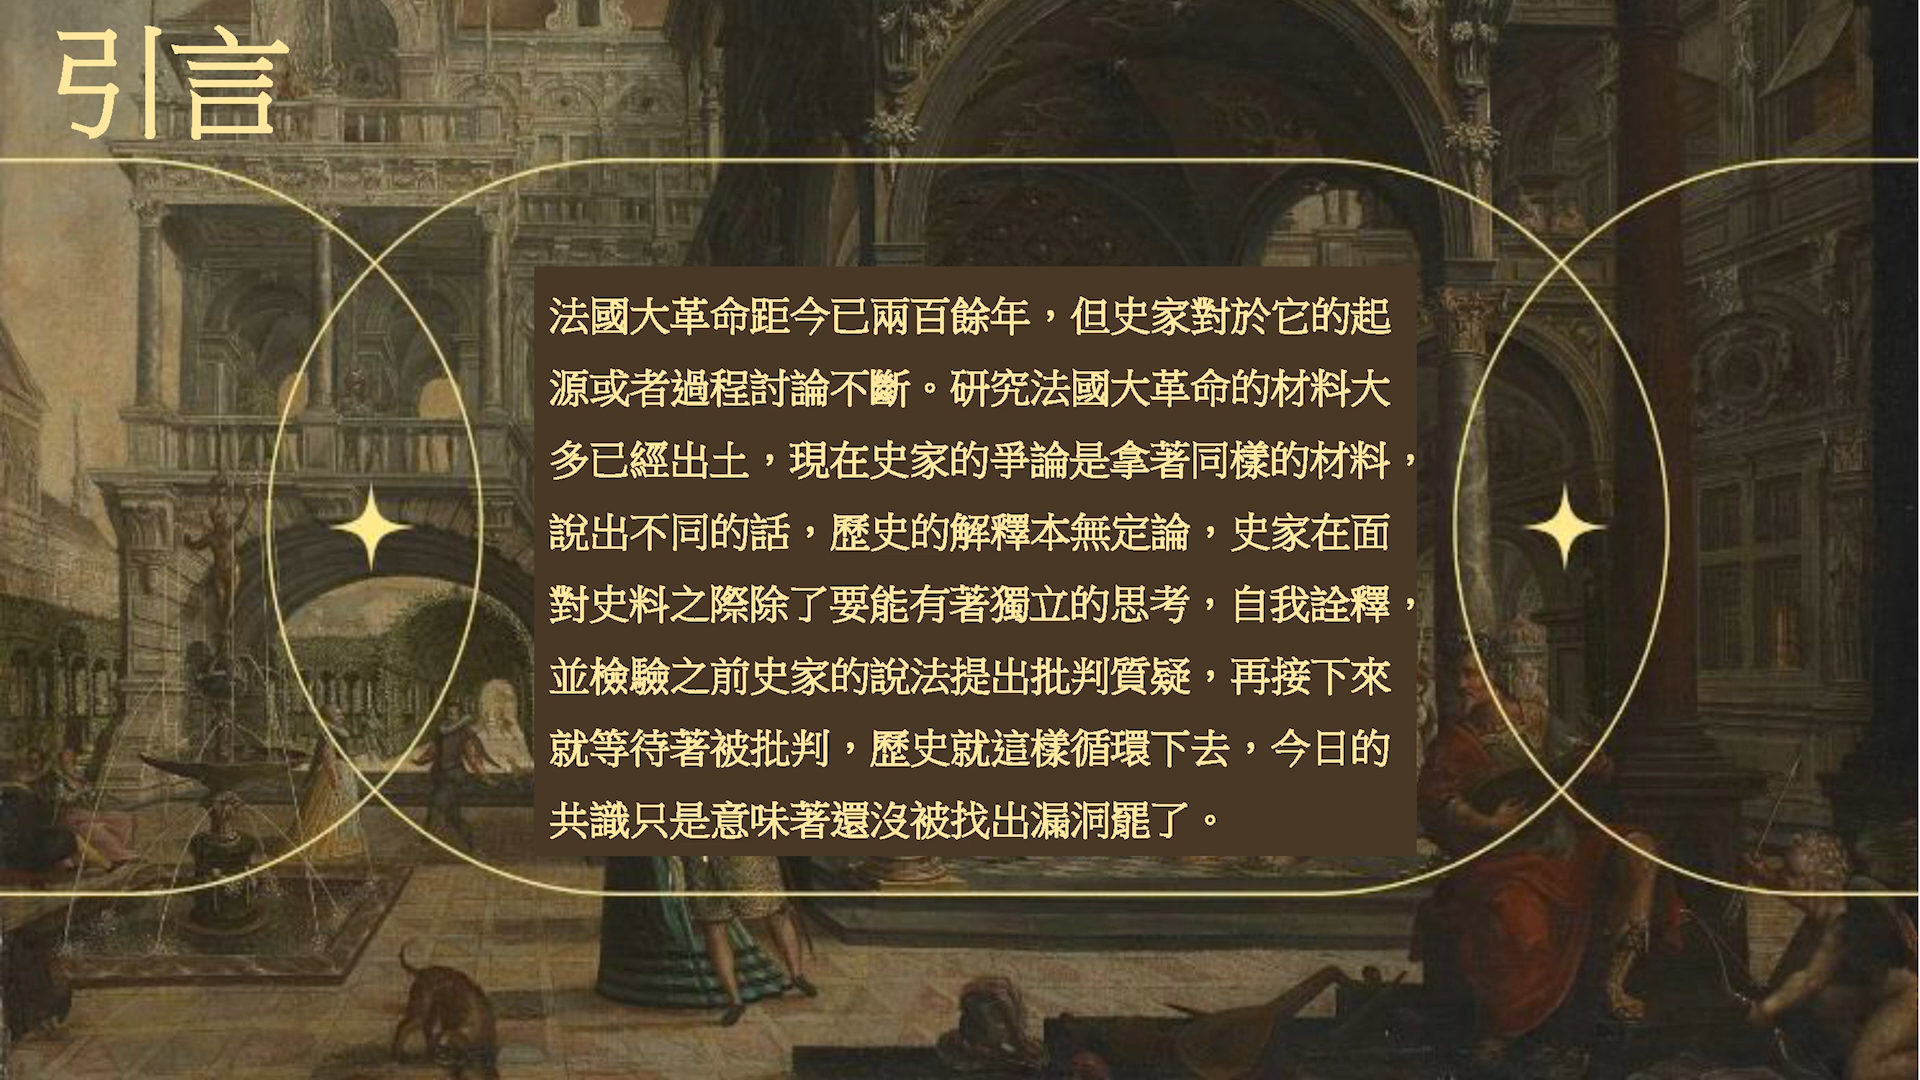 引言
法國大革命距今已兩百餘年，但史家對於它的起
源或者過程討論不斷。研究法國大革命的材料大
多已經出土，現在史家的爭論是拿著同樣的材料，
說出不同的話，歷史的解釋本無定論，史家在面
對史料之際除了要能有著獨立的思考，自我詮釋，
並檢驗之前史家的說法提出批判質疑，再接下來
就等待著被批判，歷史就這樣循環下去，今日的
共識只是意味著還沒被找出漏洞罷了。